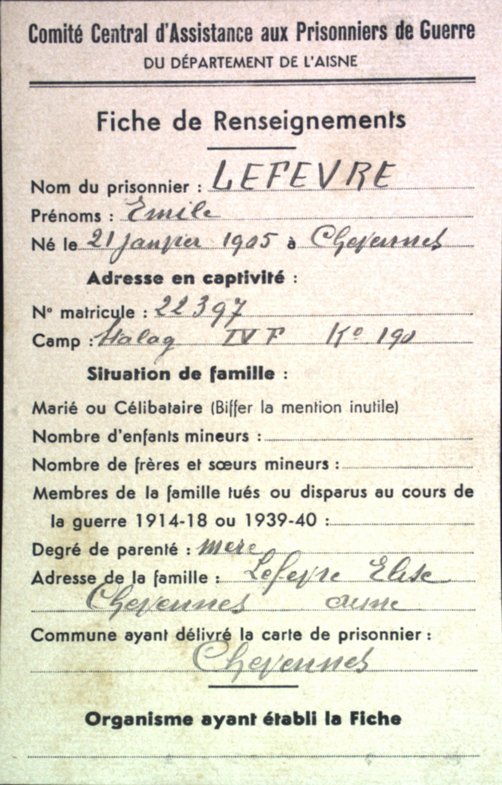 Comité Central d'Assistance aux Prisonniers de Guerre
DU DÉPARTEMENT DE L'AISNE
Fiche de Renseignements
Nom du prisonnier : LEFEVRE
Prénoms : Emile
Né le 21 janvier 1905 à Chevennes
Adresse en captivité :
Nº matricule : 22397
Camp : Stalag IV F Kº 190
Situation de famille :
Marié ou Célibataire (Biffer la mention inutile)
Nombre d'enfants mineurs :
Nombre de frères et sœurs mineurs :
Membres de la famille tués ou disparus au cours de
la guerre 1914-18 ou 1939-40 :
Degré de parenté : mere
Adresse de la famille : Lefevre Elise
Chevennes aisne
Commune ayant délivré la carte de prisonnier :
Chevennes
Organisme ayant établi la Fiche